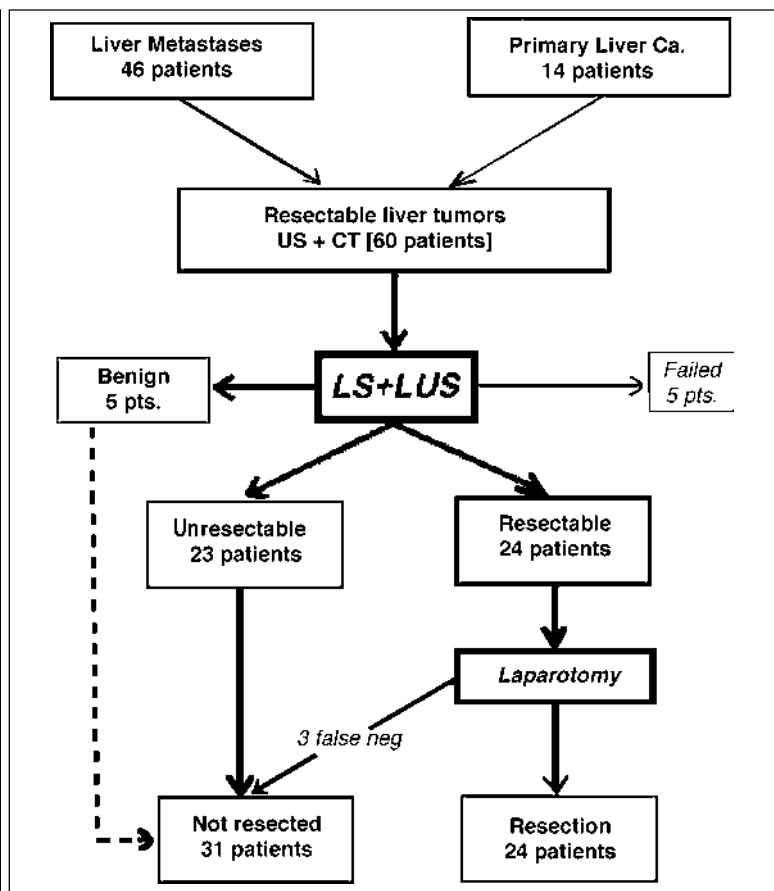 Liver Metastases
46 patients
Primary Liver Ca.
14 patients
Resectable liver tumors
US + CT [60 patients]
Benign
5 pts.
LS+LUS
Failed
5 pts.
Unresectable
23 patients
Resectable
24 patients
Laparotomy
3 false neg
Not resected
31 patients
Resection
24 patients